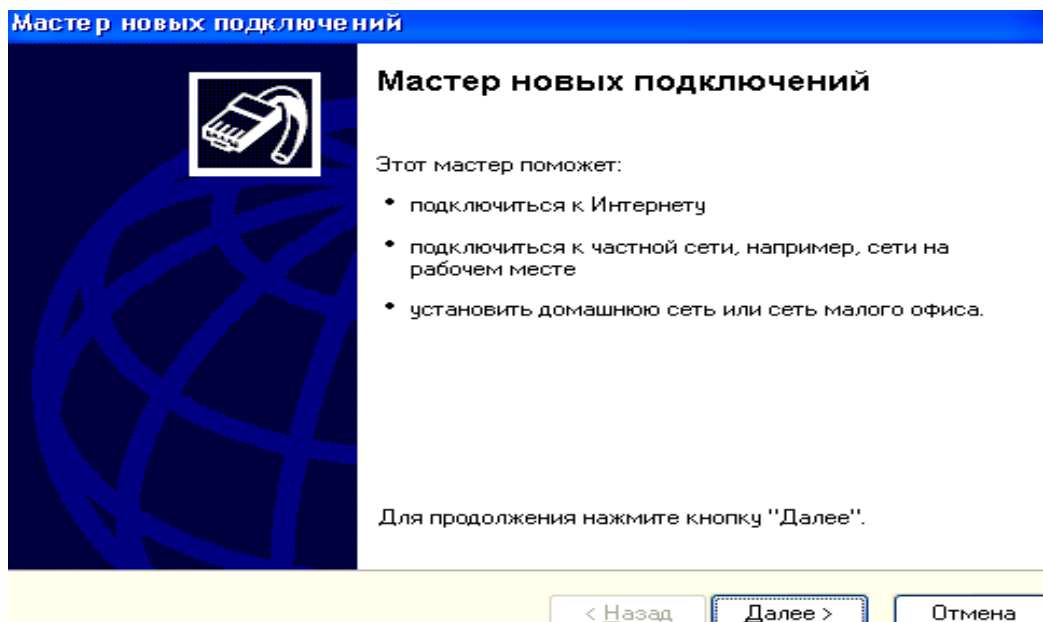 Мастер новых подключений
Мастер новых подключений
Этот мастер поможет:
• подключиться к Интернету
• подключиться к частной сети, например, сети на
рабочем месте
• установить домашнюю сеть или сеть малого офиса.
Для продолжения нажмите кнопку "Далее".
< Назад Далее > Отмена